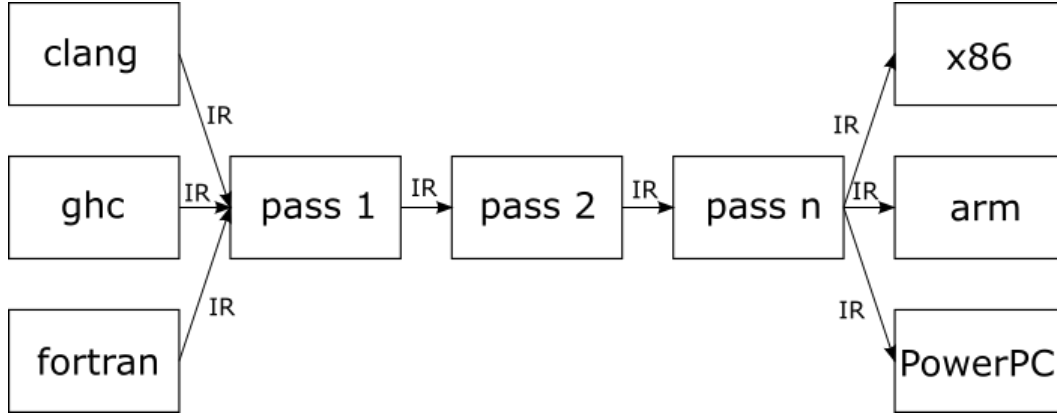 clang
IR
x86
IR
ghc
IR
pass 1
IR
pass 2
IR
pass n
IR
arm
fortran
IR
IR
PowerPC